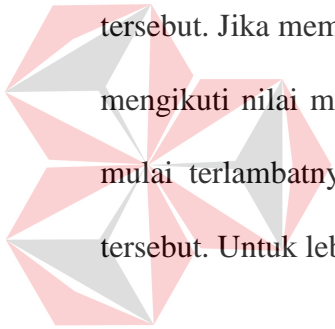 tersebut. Jika mem
mengikuti nilai m
mulai terlambatny
tersebut. Untuk leb